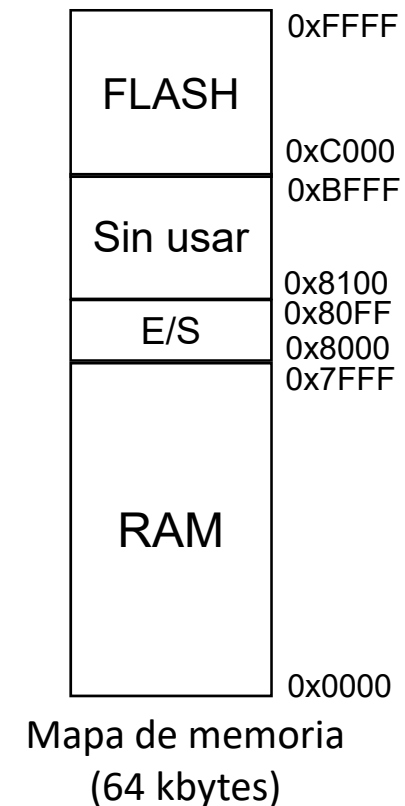 0xFFFF
FLASH
0xC000
0xBFFF
Sin usar
0x8100
0x80FF
E/S
0x8000
0x7FFF
RAM
0x0000
Mapa de memoria
(64 kbytes)